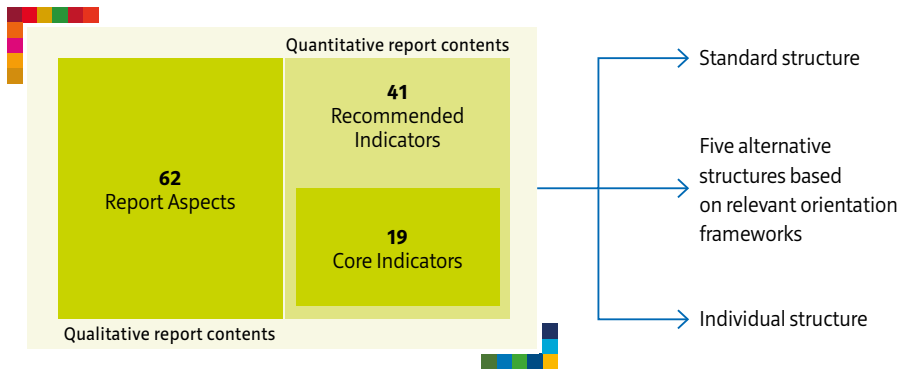 Quantitative report contents
62
Report Aspects
41
Recommended
Indicators
19
Core Indicators
Qualitative report contents
Standard structure
Five alternative
structures based
on relevant orientation
frameworks
Individual structure